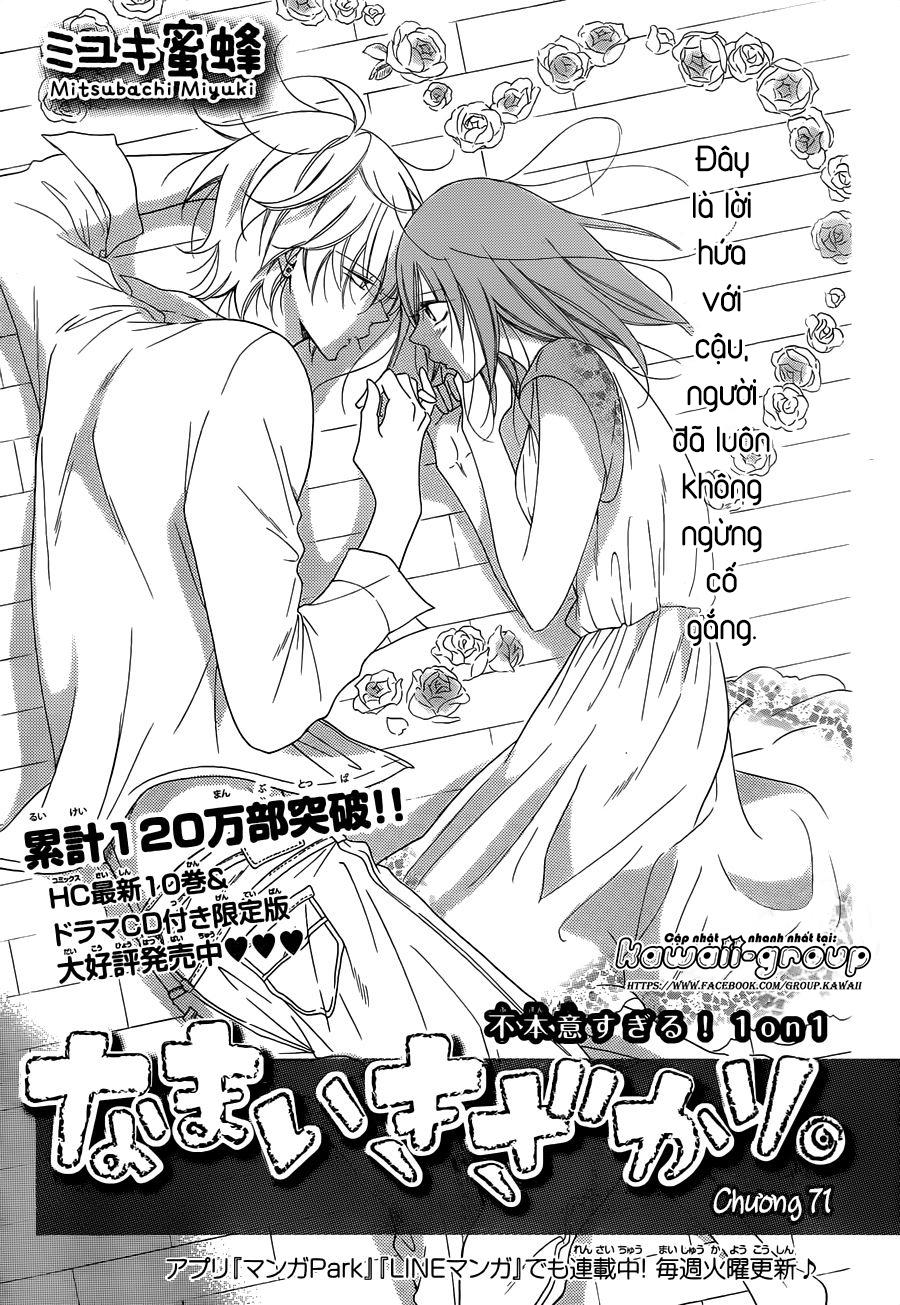 ミユキ蜜蜂
Mitsubachi Miyuki
Đây
là lời
hứa
với
cậu,
người
đã luôn
không
ngừng
cố
gắng.
累計120万部突破!!
HC最新10巻&
ドラマCD付き限定版
大好評発売中♥♥♥
Cập nhật nhanh nhất tại:
kawaii-group
HTTPS://WWW.FACEBOOK.COM/GROUP.KAWAII
不本意すぎる！1on1
なまいきざかり。
Chương 71
アプリ『マンガPark』『LINEマンガ』でも連載中! 毎週火曜更新♪